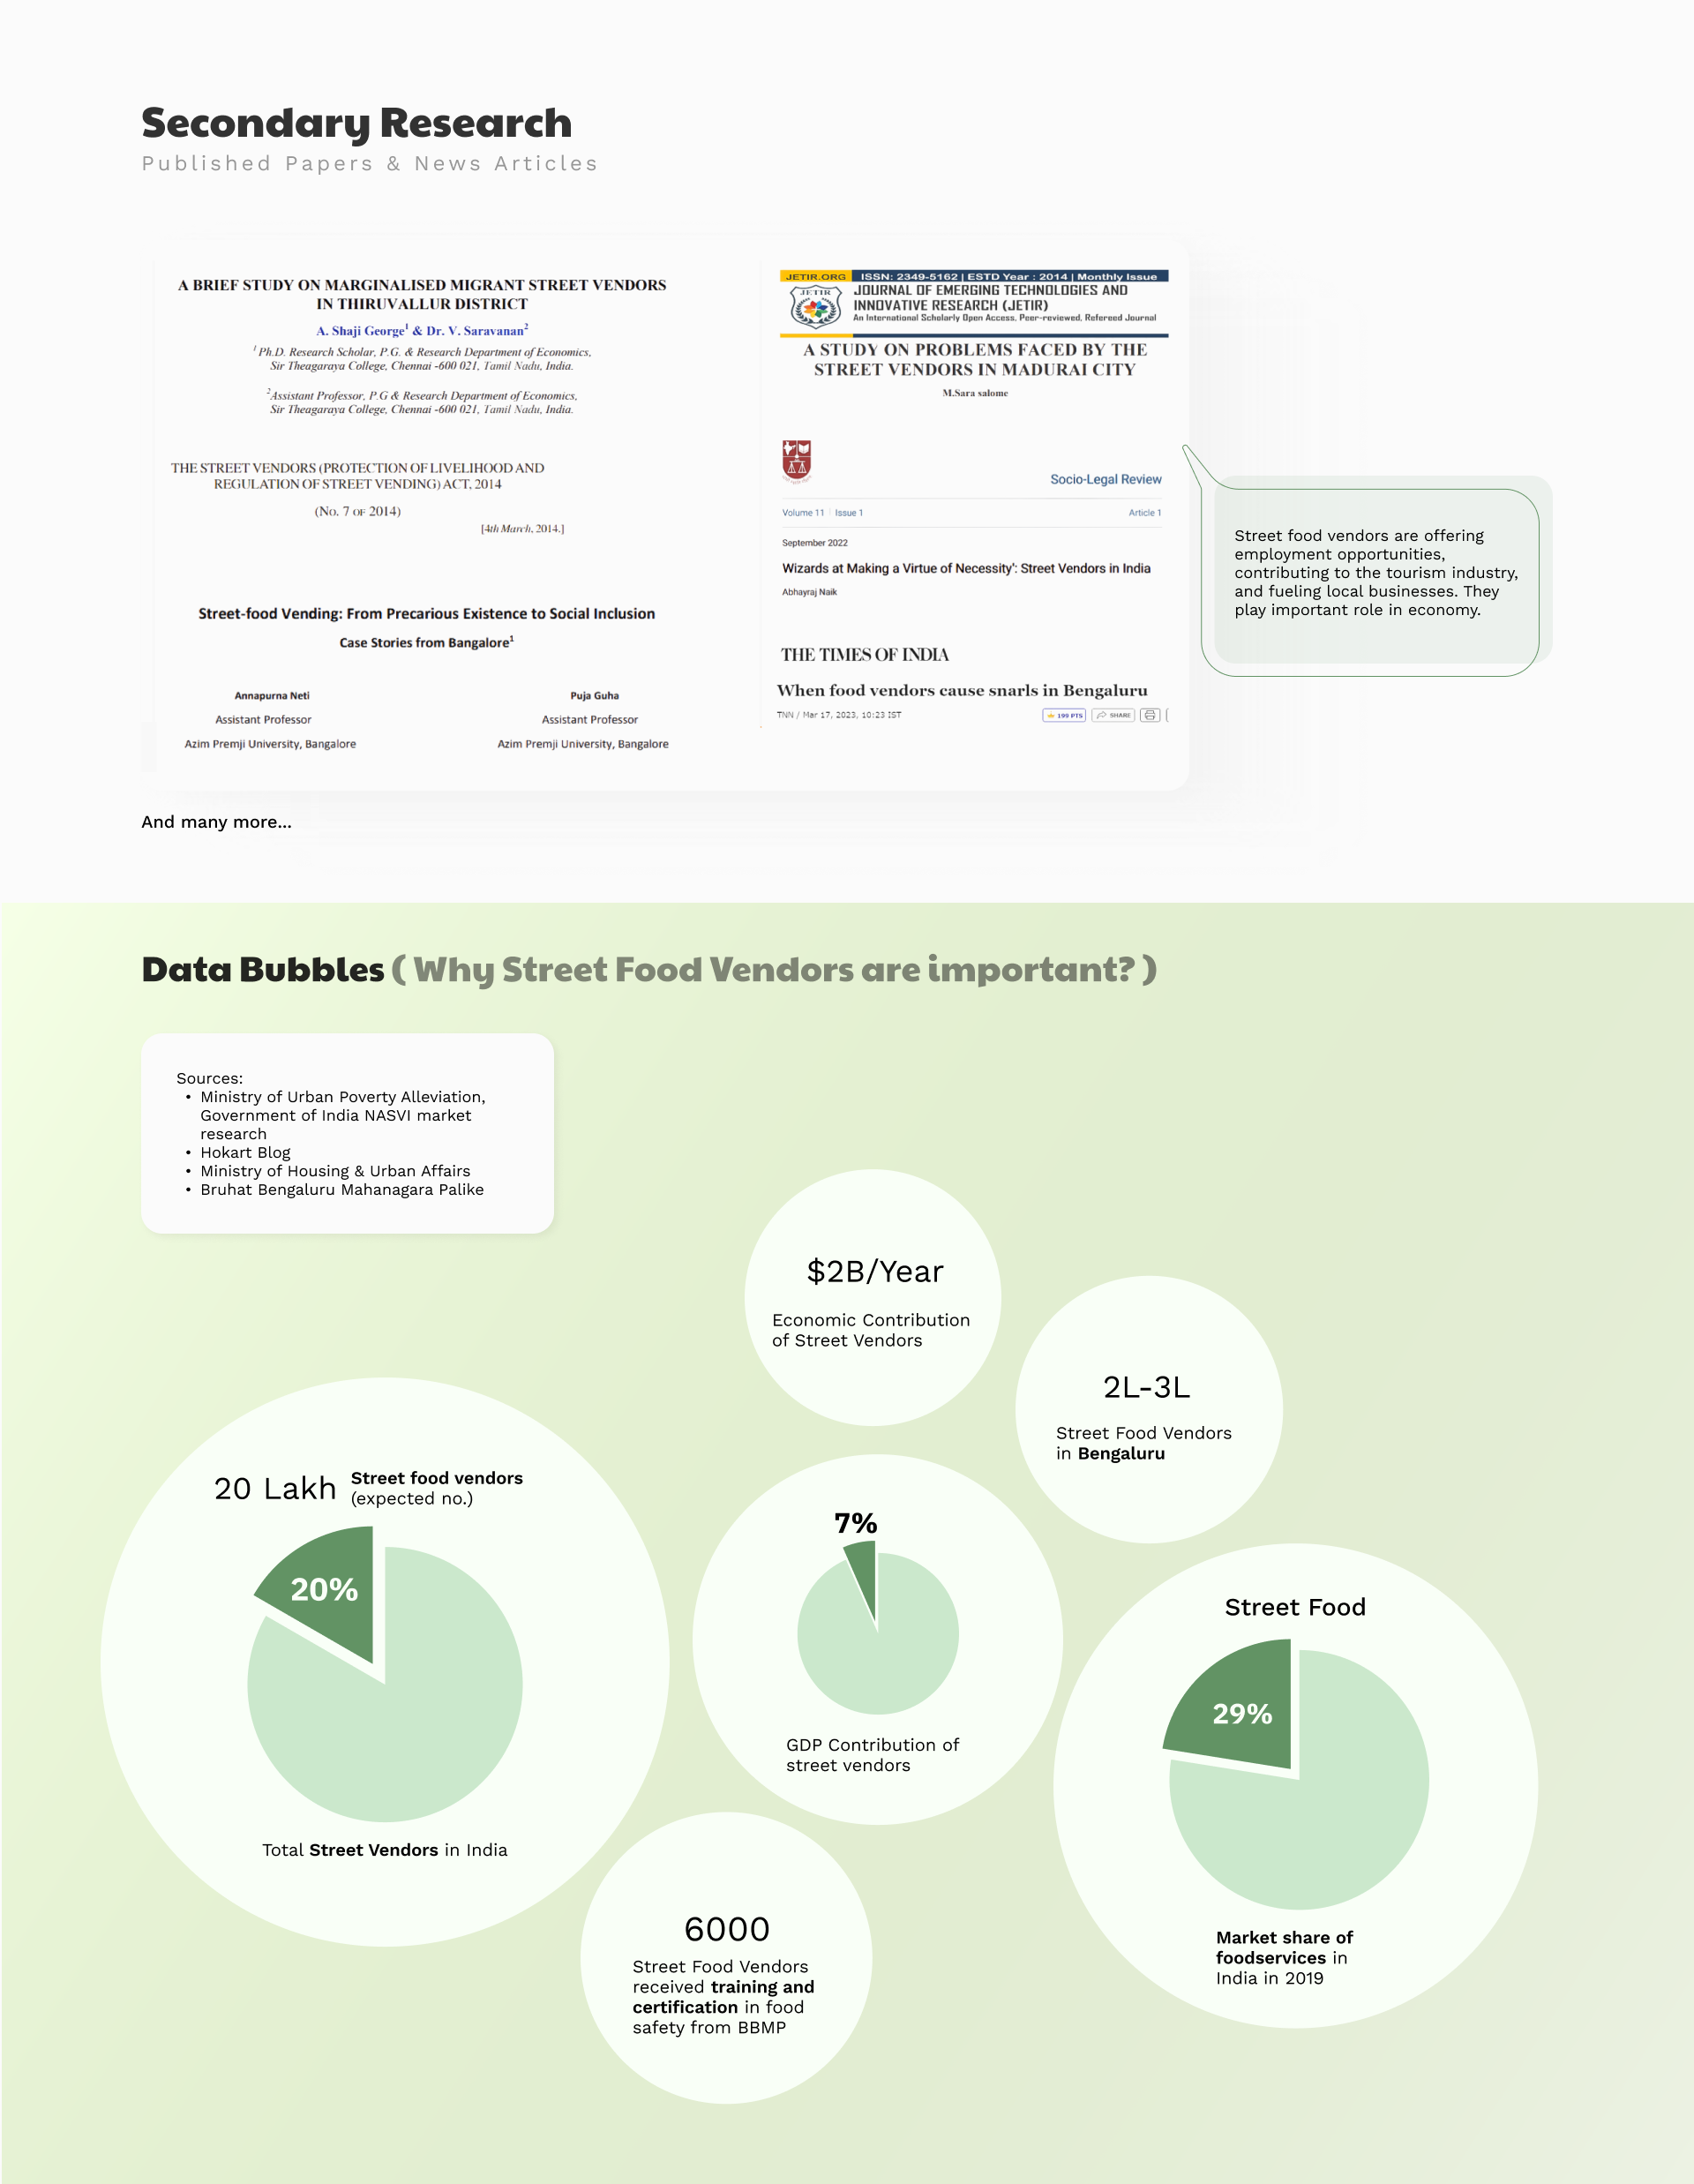 Secondary Research
Published Papers & News Articles
A BRIEF STUDY ON MARGINALISED MIGRANT STREET VENDORS
IN THIRUVALLUR DISTRICT
A. Shaji George1 & Dr. V. Saravanan2
1 Ph.D. Research Scholar, P.G. & Research Department of Economics,
Sir Theagaraya College, Chennai -600 021, Tamil Nadu, India.
2Assistant Professor, P.G & Research Department of Economics,
Sir Theagaraya College, Chennai -600 021, Tamil Nadu, India.
THE STREET VENDORS (PROTECTION OF LIVELIHOOD AND
REGULATION OF STREET VENDING) ACT, 2014
(No. 7 OF 2014)
[4th March, 2014.]
Street-food Vending: From Precarious Existence to Social Inclusion
Case Stories from Bangalore1
Annapurna Neti
Assistant Professor
Azim Premji University, Bangalore
Puja Guha
Assistant Professor
Azim Premji University, Bangalore
JETIR.ORG
ISSN: 2349-5162 | ESTD Year : 2014 | Monthly Issue
JETIR
JOURNAL OF EMERGING TECHNOLOGIES AND
INNOVATIVE RESEARCH (JETIR)
An International Scholarly Open Access, Peer-reviewed, Refereed Journal
A STUDY ON PROBLEMS FACED BY THE
STREET VENDORS IN MADURAI CITY
M.Sara salome
Socio-Legal Review
Volume 11 | Issue 1
Article 1
September 2022
Wizards at Making a Virtue of Necessity': Street Vendors in India
Abhayraj Naik
THE TIMES OF INDIA
When food vendors cause snarls in Bengaluru
TNN / Mar 17, 2023, 10:23 IST
199 PTS
SHARE
Street food vendors are offering
employment opportunities,
contributing to the tourism industry,
and fueling local businesses. They
play important role in economy.
And many more...
Data Bubbles ( Why Street Food Vendors are important? )
Sources:
• Ministry of Urban Poverty Alleviation,
Government of India NASVI market
research
• Hokart Blog
• Ministry of Housing & Urban Affairs
• Bruhat Bengaluru Mahanagara Palike
$2B/Year
Economic Contribution
of Street Vendors
2L-3L
Street Food Vendors
in Bengaluru
20 Lakh
Street food vendors
(expected no.)
20%
Total Street Vendors in India
7%
GDP Contribution of
street vendors
Street Food
29%
Market share of
foodservices in
India in 2019
6000
Street Food Vendors
received training and
certification in food
safety from BBMP